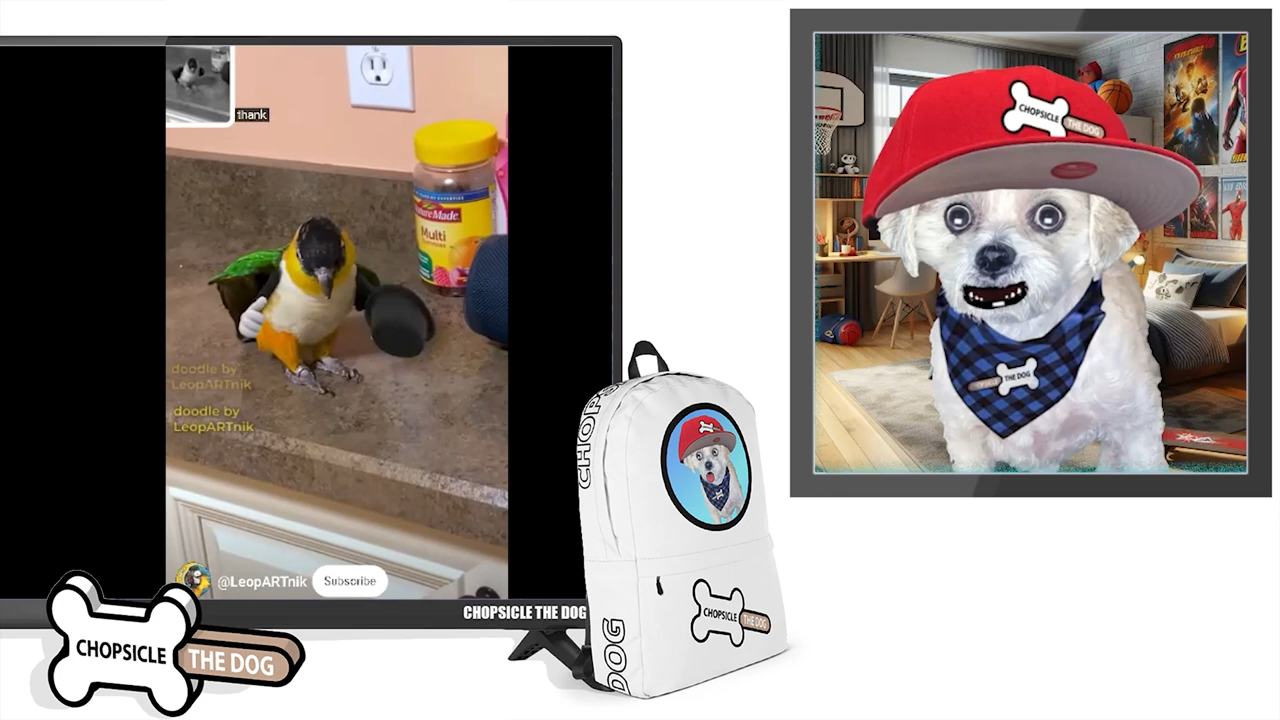 thank
NatureMade
Multi
doodle by
LeopARTnik
doodle by
LeopARTnik
@LeopARTnik
Subscribe
CHOPSICLE THE DOG
CHOPSICLE
THE DOG
CHOPS
DOG
CHOPSICLE
THE DOG
CHOPSICLE
THE DOG
THE DOG